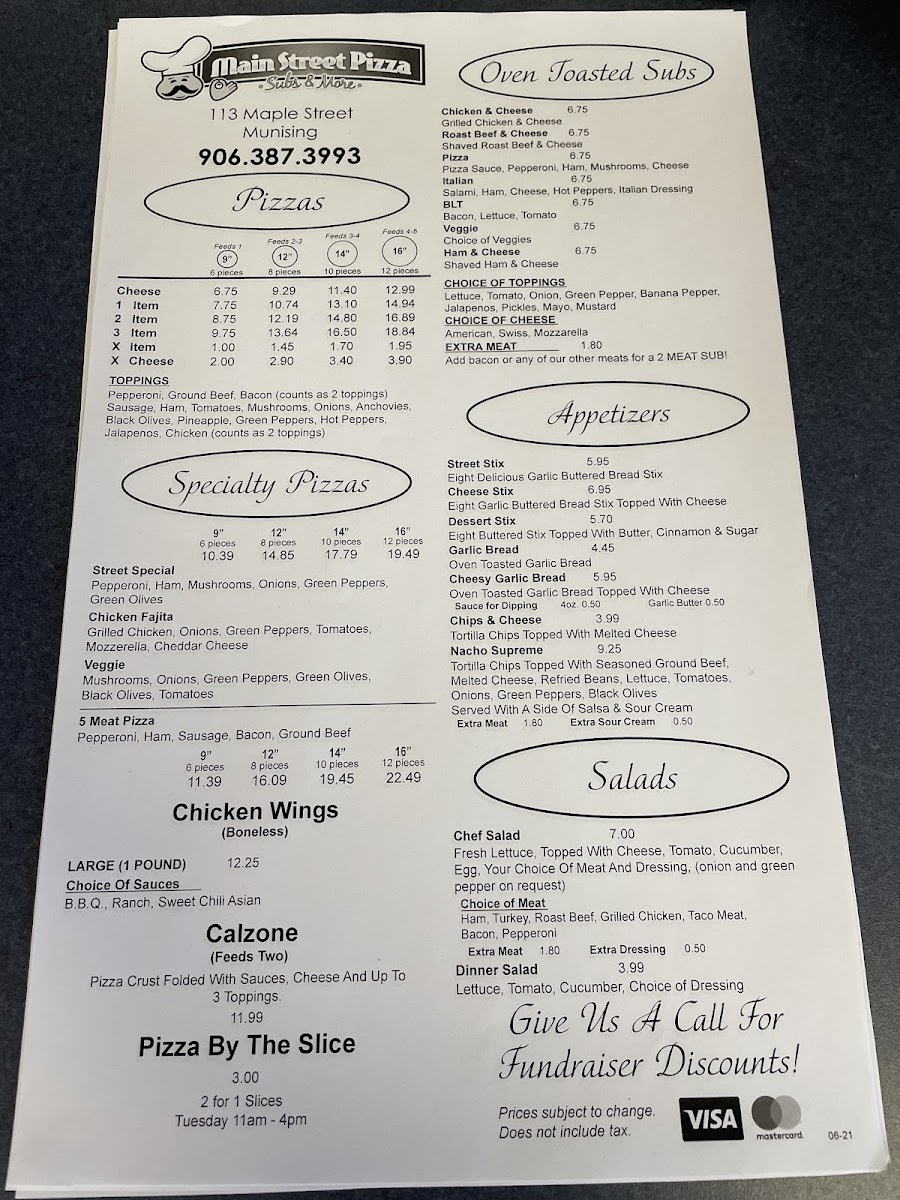 Main Street Pizza
Subs & More
113 Maple Street
Munising
906.387.3993
Pizzas
Feeds 1 Feeds 2-3 Feeds 3-4 Feeds 4-5
9" 12" 14" 16"
6 pieces 8 pieces 10 pieces 12 pieces
Cheese 6.75 9.29 11.40 12.99
1 Item 7.75 10.74 13.10 14.94
2 Item 8.75 12.19 14.80 16.89
3 Item 9.75 13.64 16.50 18.84
X Item 1.00 1.45 1.70 1.95
X Cheese 2.00 2.90 3.40 3.90
TOPPINGS
Pepperoni, Ground Beef, Bacon (counts as 2 toppings)
Sausage, Ham, Tomatoes, Mushrooms, Onions, Anchovies,
Black Olives, Pineapple, Green Peppers, Hot Peppers,
Jalapenos, Chicken (counts as 2 toppings)
Specialty Pizzas
9" 12" 14" 16"
6 pieces 8 pieces 10 pieces 12 pieces
10.39 14.85 17.79 19.49
Street Special
Pepperoni, Ham, Mushrooms, Onions, Green Peppers,
Green Olives
Chicken Fajita
Grilled Chicken, Onions, Green Peppers, Tomatoes,
Mozzerella, Cheddar Cheese
Veggie
Mushrooms, Onions, Green Peppers, Green Olives,
Black Olives, Tomatoes
5 Meat Pizza
Pepperoni, Ham, Sausage, Bacon, Ground Beef
9" 12" 14" 16"
6 pieces 8 pieces 10 pieces 12 pieces
11.39 16.09 19.45 22.49
Chicken Wings
(Boneless)
LARGE (1 POUND) 12.25
Choice Of Sauces
B.B.Q., Ranch, Sweet Chili Asian
Calzone
(Feeds Two)
Pizza Crust Folded With Sauces, Cheese And Up To
3 Toppings.
11.99
Pizza By The Slice
3.00
2 for 1 Slices
Tuesday 11am - 4pm
Oven Toasted Subs
Chicken & Cheese 6.75
Grilled Chicken & Cheese
Roast Beef & Cheese 6.75
Shaved Roast Beef & Cheese
Pizza 6.75
Pizza Sauce, Pepperoni, Ham, Mushrooms, Cheese
Italian 6.75
Salami, Ham, Cheese, Hot Peppers, Italian Dressing
BLT 6.75
Bacon, Lettuce, Tomato
Veggie 6.75
Choice of Veggies
Ham & Cheese 6.75
Shaved Ham & Cheese
CHOICE OF TOPPINGS
Lettuce, Tomato, Onion, Green Pepper, Banana Pepper,
Jalapenos, Pickles, Mayo, Mustard
CHOICE OF CHEESE
American, Swiss, Mozzarella
EXTRA MEAT 1.80
Add bacon or any of our other meats for a 2 MEAT SUB!
Appetizers
Street Stix 5.95
Eight Delicious Garlic Buttered Bread Stix
Cheese Stix 6.95
Eight Garlic Buttered Bread Stix Topped With Cheese
Dessert Stix 5.70
Eight Buttered Stix Topped With Butter, Cinnamon & Sugar
Garlic Bread 4.45
Oven Toasted Garlic Bread
Cheesy Garlic Bread 5.95
Oven Toasted Garlic Bread Topped With Cheese
Sauce for Dipping 4oz. 0.50 Garlic Butter 0.50
Chips & Cheese 3.99
Tortilla Chips Topped With Melted Cheese
Nacho Supreme 9.25
Tortilla Chips Topped With Seasoned Ground Beef,
Melted Cheese, Refried Beans, Lettuce, Tomatoes,
Onions, Green Peppers, Black Olives
Served With A Side Of Salsa & Sour Cream
Extra Meat 1.80 Extra Sour Cream 0.50
Salads
Chef Salad 7.00
Fresh Lettuce, Topped With Cheese, Tomato, Cucumber,
Egg, Your Choice Of Meat And Dressing, (onion and green
pepper on request)
Choice of Meat
Ham, Turkey, Roast Beef, Grilled Chicken, Taco Meat,
Bacon, Pepperoni
Extra Meat 1.80 Extra Dressing 0.50
Dinner Salad 3.99
Lettuce, Tomato, Cucumber, Choice of Dressing
Give Us A Call For
Fundraiser Discounts!
Prices subject to change.
Does not include tax.
VISA
mastercard.
06-21